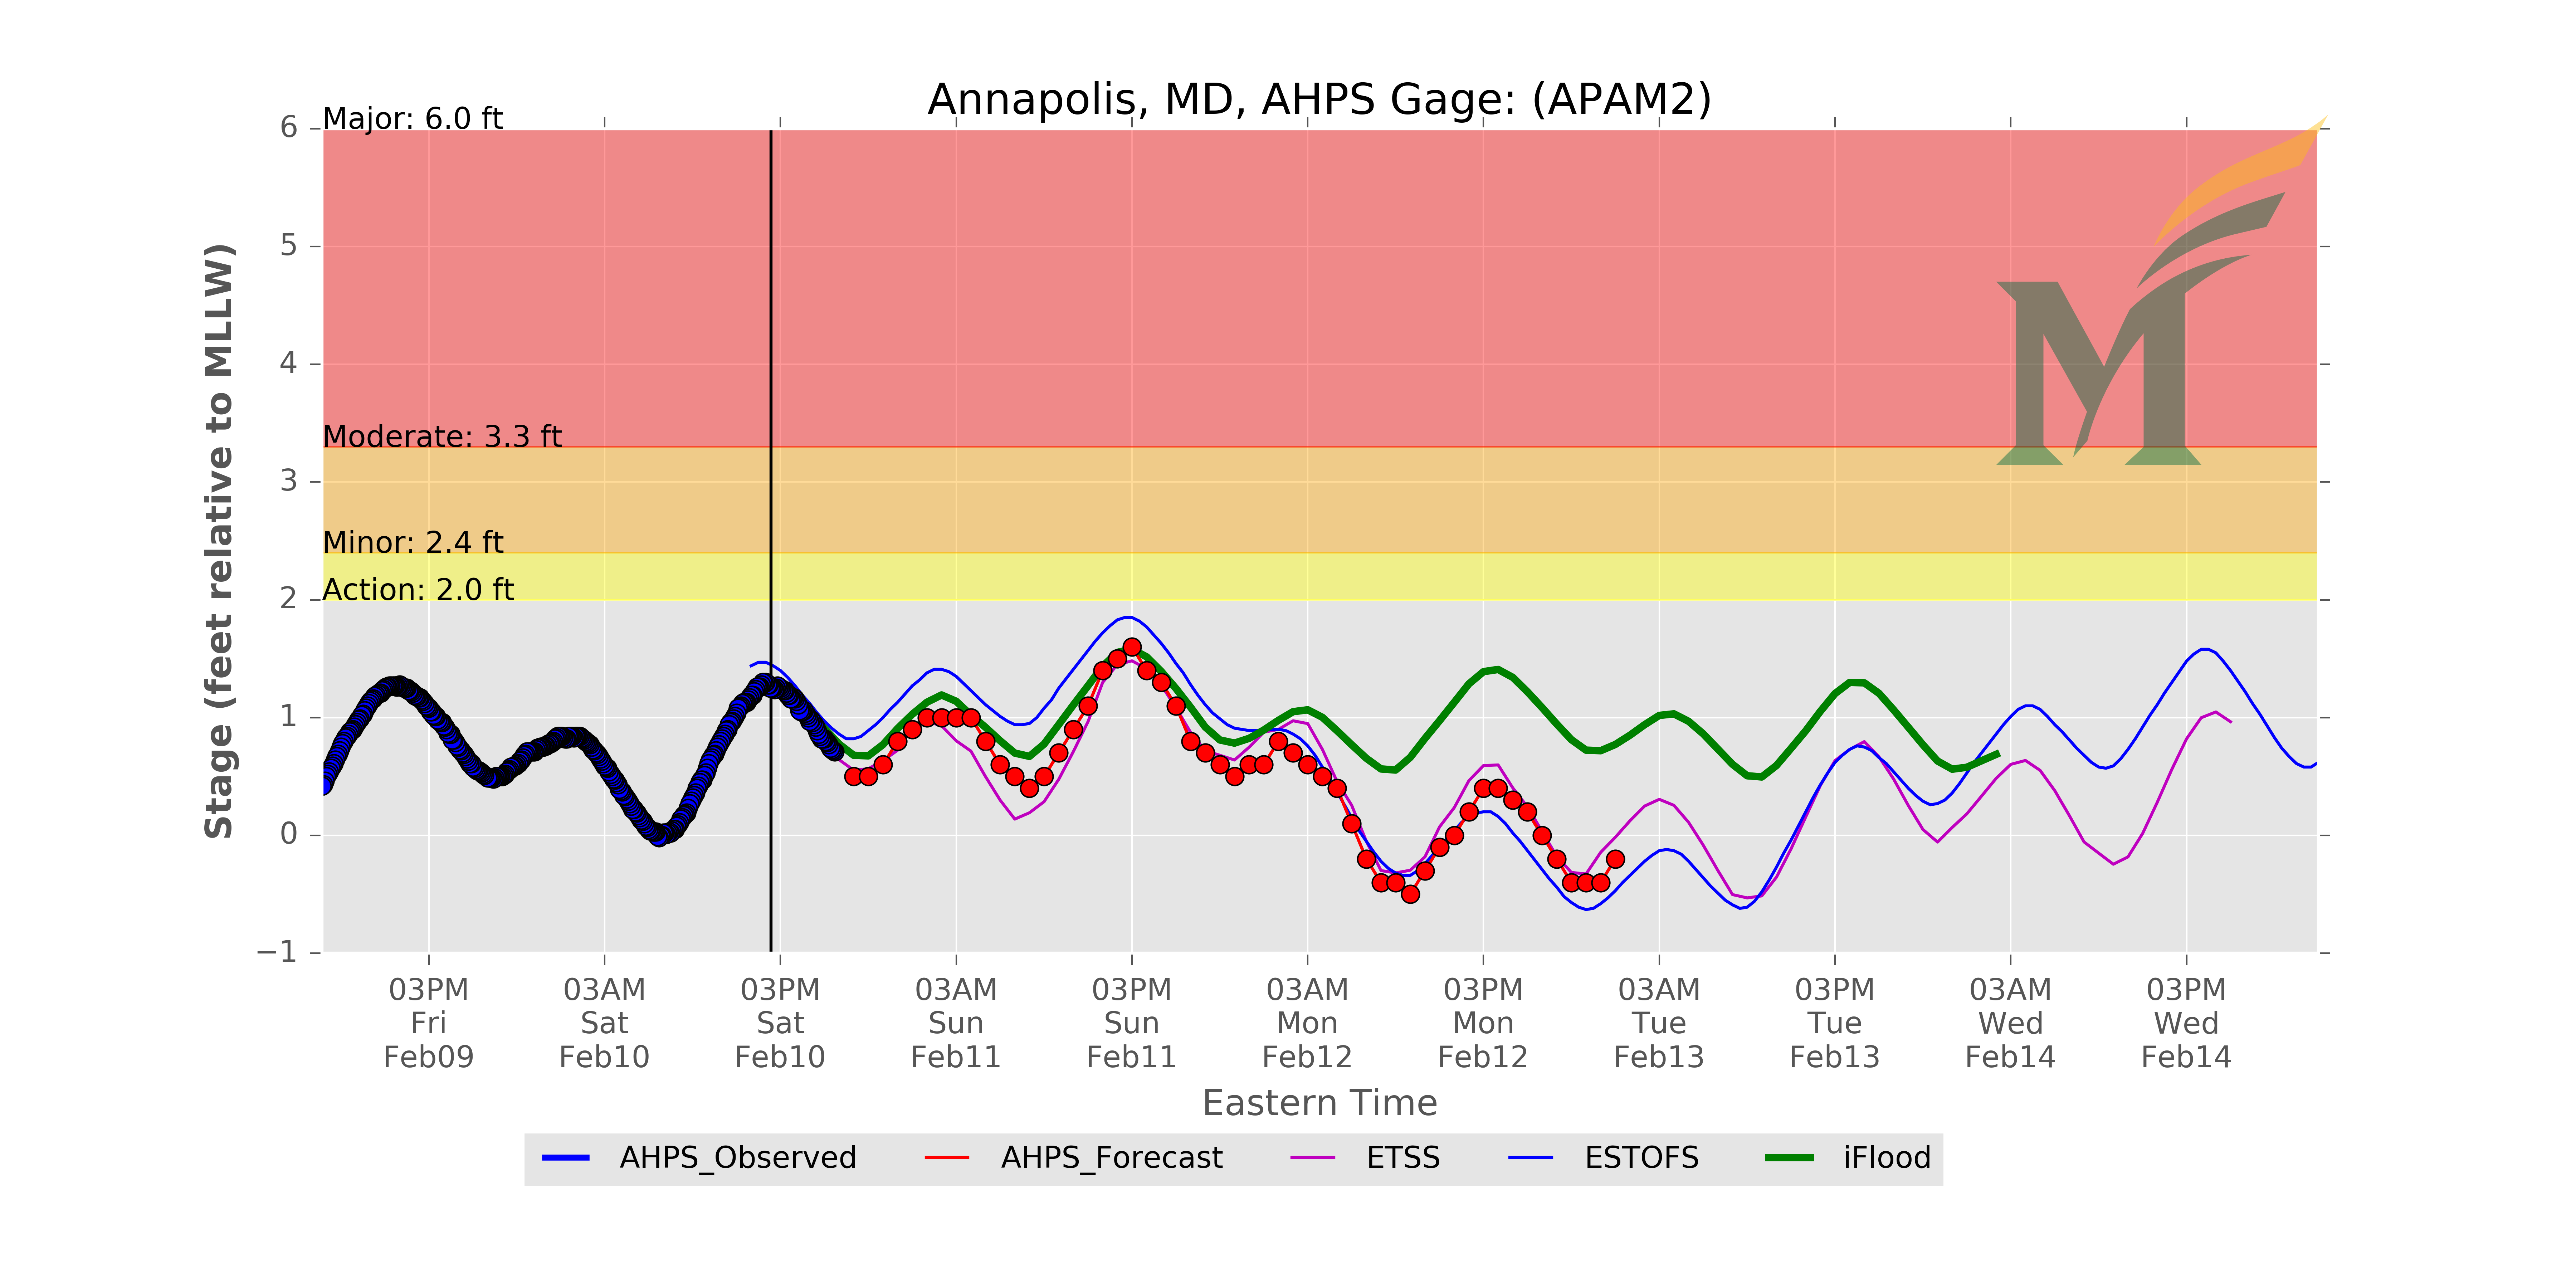 Annapolis, MD, AHPS Gage: (APAM2)
Major: 6.0 ft
Moderate: 3.3 ft
Minor: 2.4 ft
Action: 2.0 ft
Stage (feet relative to MLLW)
6
5
4
3
2
1
0
−1
03PM Fri Feb09
03AM Sat Feb10
03PM Sat Feb10
03AM Sun Feb11
03PM Sun Feb11
03AM Mon Feb12
03PM Mon Feb12
03AM Tue Feb13
03PM Tue Feb13
03AM Wed Feb14
03PM Wed Feb14
Eastern Time
AHPS_Observed AHPS_Forecast ETSS ESTOFS iFlood
M